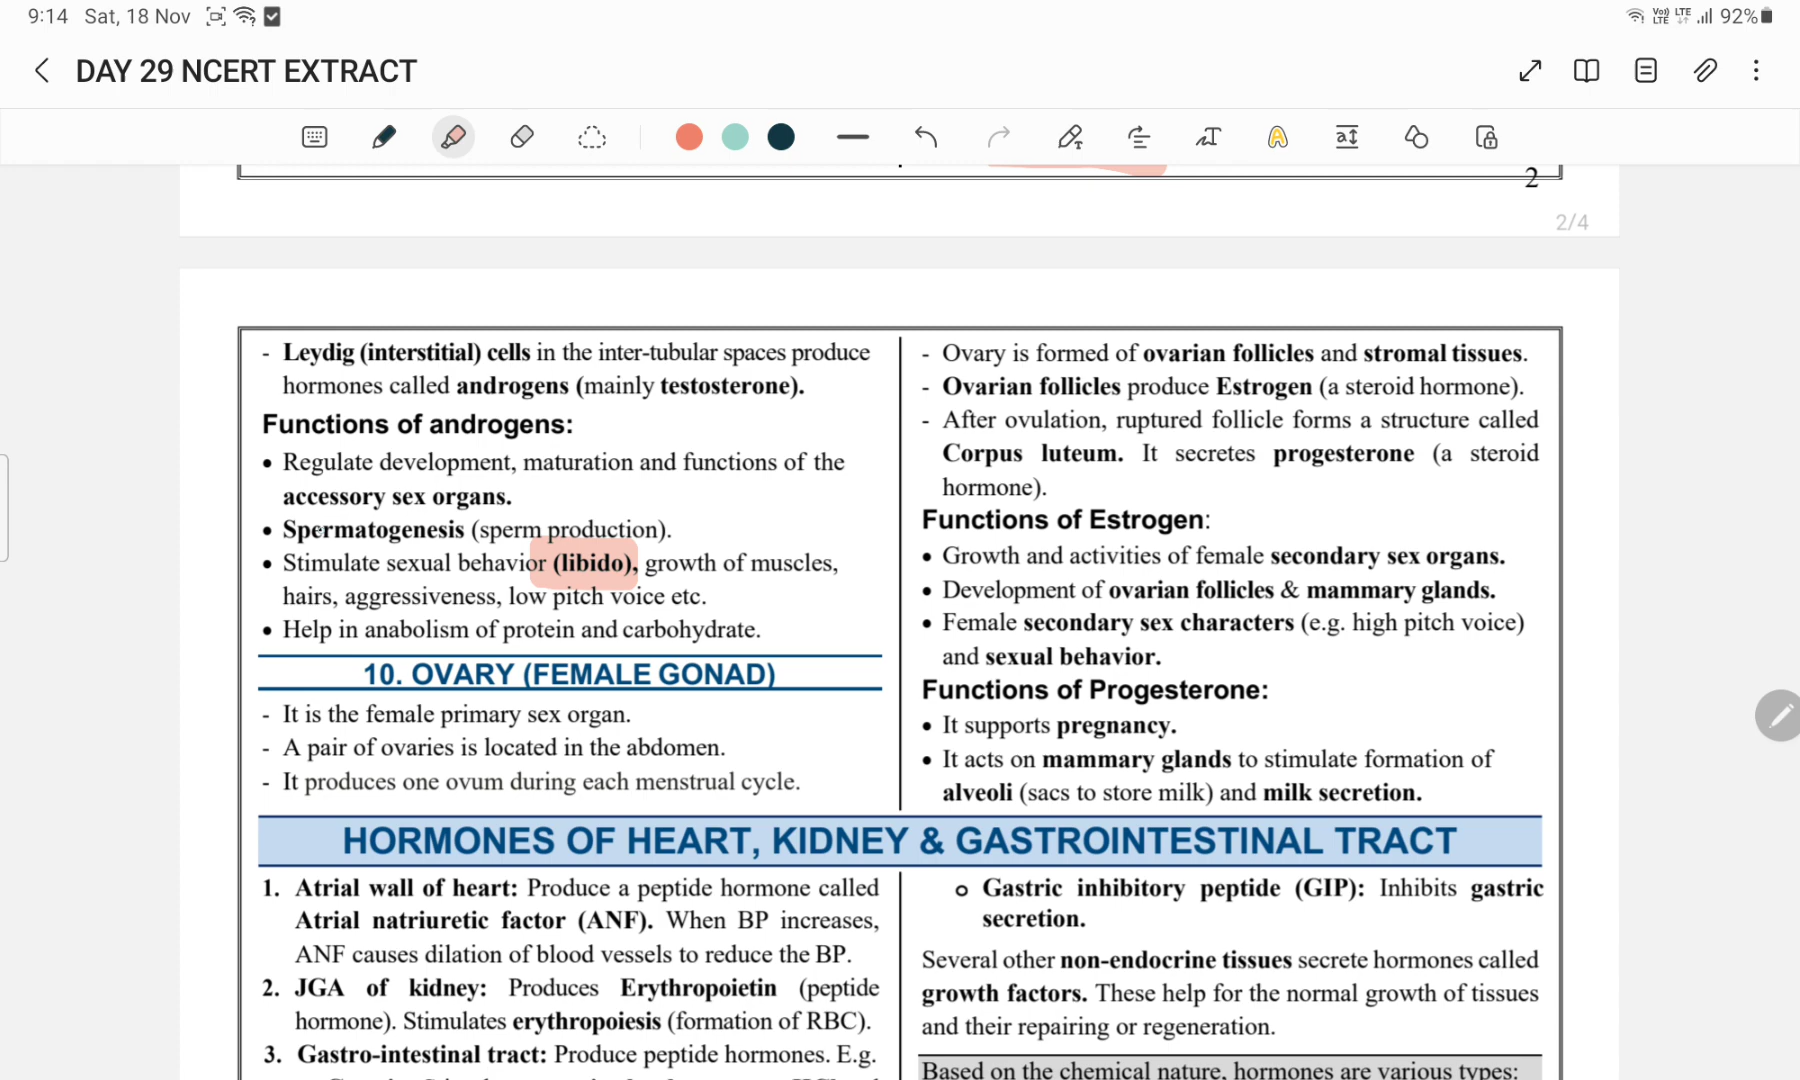 9:14 Sat, 18 Nov
Vo)) LTE LTE 92%
DAY 29 NCERT EXTRACT
2
2/4
- Leydig (interstitial) cells in the inter-tubular spaces produce
hormones called androgens (mainly testosterone).
Functions of androgens:
• Regulate development, maturation and functions of the
accessory sex organs.
• Spermatogenesis (sperm production).
• Stimulate sexual behavior (libido), growth of muscles,
hairs, aggressiveness, low pitch voice etc.
• Help in anabolism of protein and carbohydrate.
10. OVARY (FEMALE GONAD)
- It is the female primary sex organ.
- A pair of ovaries is located in the abdomen.
- It produces one ovum during each menstrual cycle.
- Ovary is formed of ovarian follicles and stromal tissues.
- Ovarian follicles produce Estrogen (a steroid hormone).
- After ovulation, ruptured follicle forms a structure called
Corpus luteum. It secretes progesterone (a steroid
hormone).
Functions of Estrogen:
• Growth and activities of female secondary sex organs.
• Development of ovarian follicles & mammary glands.
• Female secondary sex characters (e.g. high pitch voice)
and sexual behavior.
Functions of Progesterone:
• It supports pregnancy.
• It acts on mammary glands to stimulate formation of
alveoli (sacs to store milk) and milk secretion.
HORMONES OF HEART, KIDNEY & GASTROINTESTINAL TRACT
1. Atrial wall of heart: Produce a peptide hormone called
Atrial natriuretic factor (ANF). When BP increases,
ANF causes dilation of blood vessels to reduce the BP.
2. JGA of kidney: Produces Erythropoietin (peptide
hormone). Stimulates erythropoiesis (formation of RBC).
3. Gastro-intestinal tract: Produce peptide hormones. E.g.
o Gastric inhibitory peptide (GIP): Inhibits gastric
secretion.
Several other non-endocrine tissues secrete hormones called
growth factors. These help for the normal growth of tissues
and their repairing or regeneration.
Based on the chemical nature, hormones are various types: